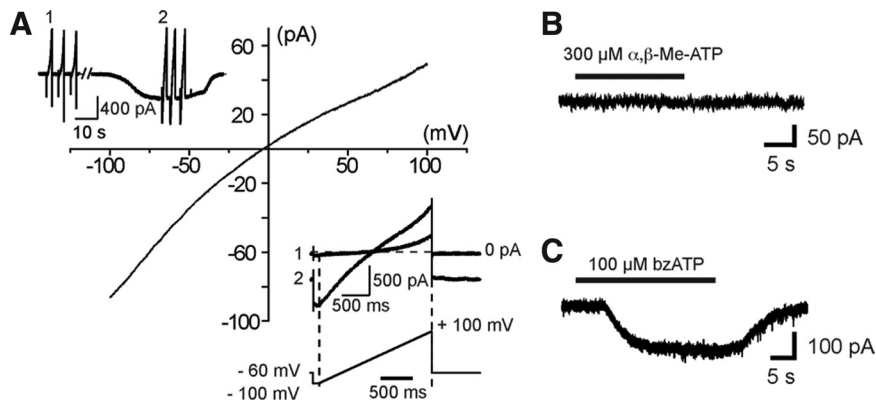 A
1 2
(pA)
60
20
400 pA
10 s
(mV)
-100 -50 50 100
-20
-60
-100
1 0 pA
2
500 pA
500 ms
+ 100 mV
- 60 mV
- 100 mV
500 ms
B
300 µM α,β-Me-ATP
50 pA
5 s
C
100 µM bzATP
100 pA
5 s